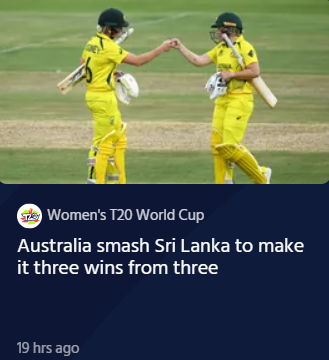 Women's T20 World Cup
Australia smash Sri Lanka to make
it three wins from three
19 hrs ago